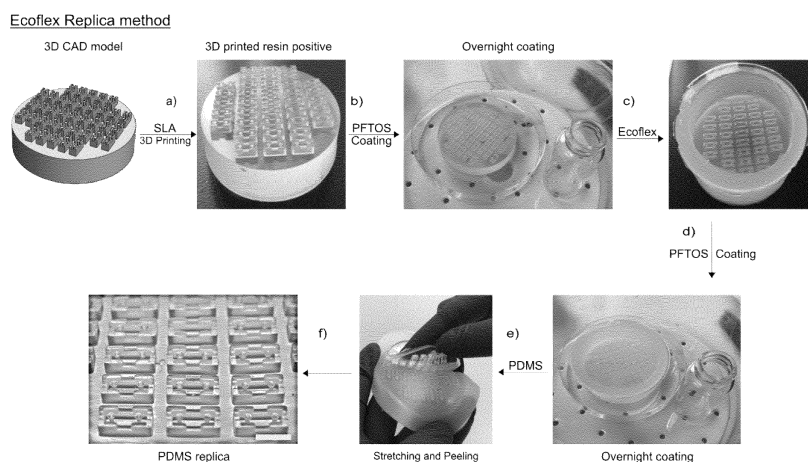 Ecoflex Replica method
3D CAD model
3D printed resin positive
Overnight coating
a)
SLA
3D Printing
b)
PFTOS
Coating
c)
Ecoflex
d)
PFTOS Coating
e)
PDMS
f)
PDMS replica
Stretching and Peeling
Overnight coating